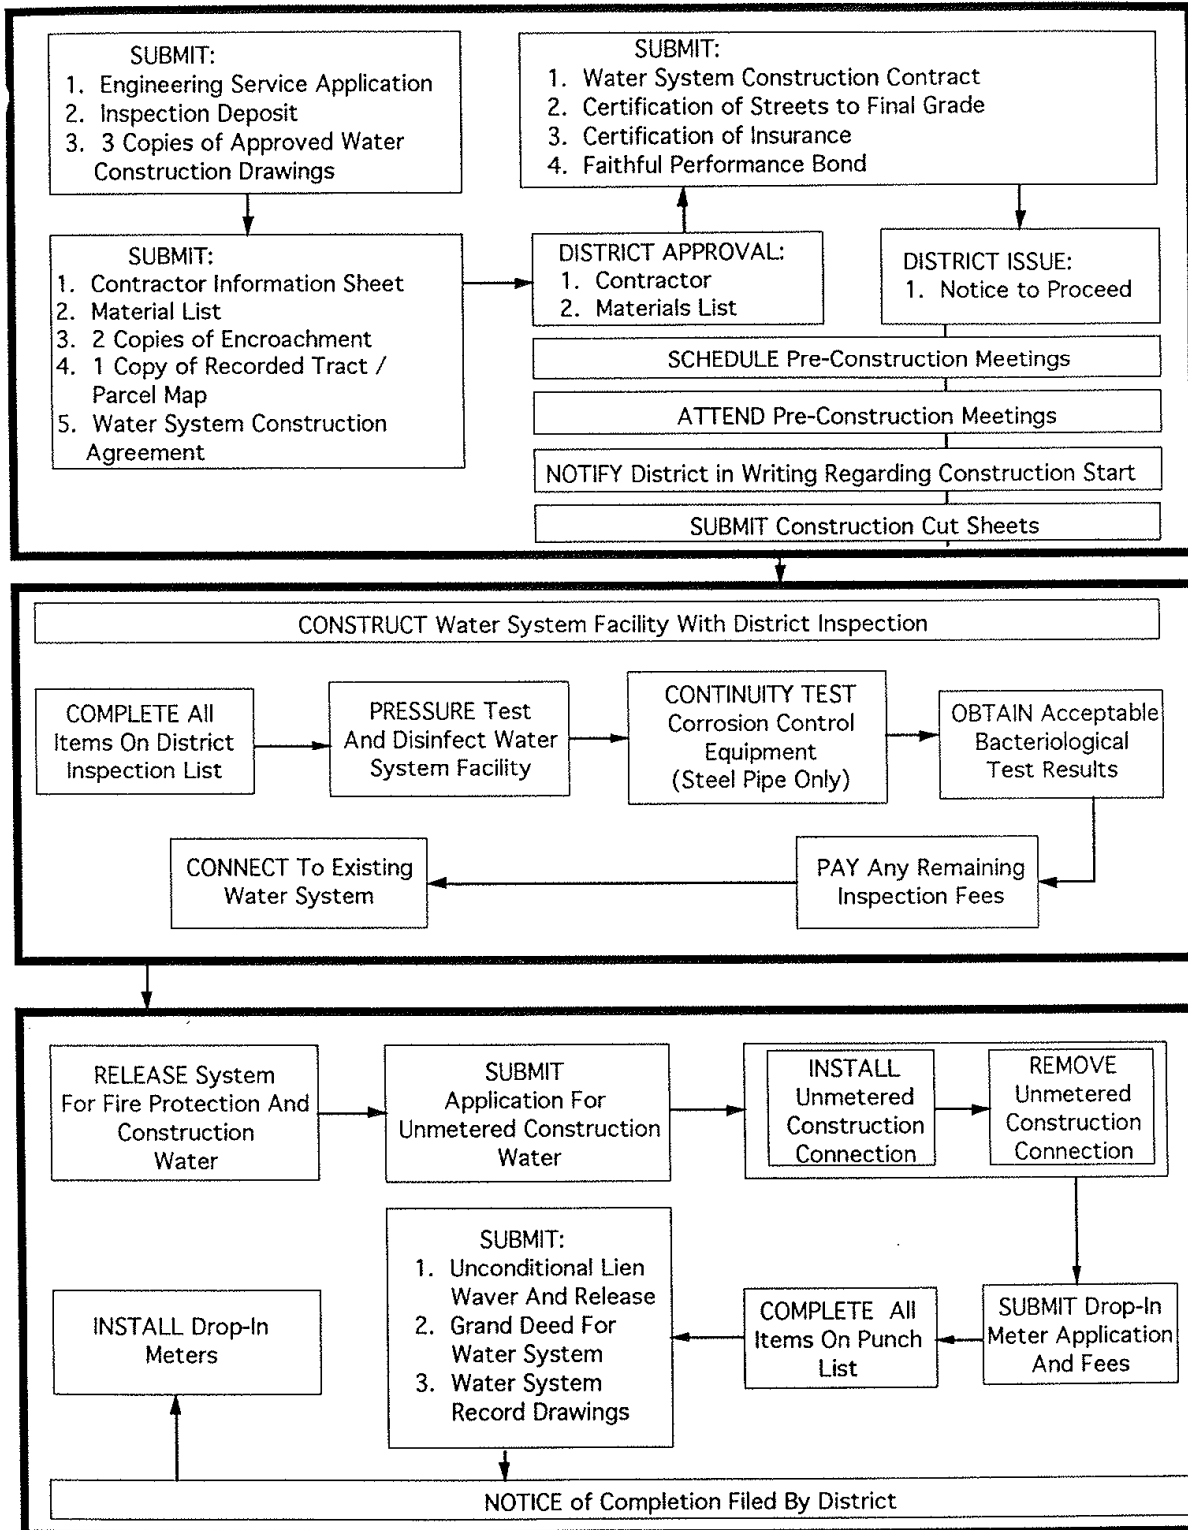 SUBMIT:
1. Engineering Service Application
2. Inspection Deposit
3. 3 Copies of Approved Water
Construction Drawings
SUBMIT:
1. Water System Construction Contract
2. Certification of Streets to Final Grade
3. Certification of Insurance
4. Faithful Performance Bond
SUBMIT:
1. Contractor Information Sheet
2. Material List
3. 2 Copies of Encroachment
4. 1 Copy of Recorded Tract /
Parcel Map
5. Water System Construction
Agreement
DISTRICT APPROVAL:
1. Contractor
2. Materials List
DISTRICT ISSUE:
1. Notice to Proceed
SCHEDULE Pre-Construction Meetings
ATTEND Pre-Construction Meetings
NOTIFY District in Writing Regarding Construction Start
SUBMIT Construction Cut Sheets
CONSTRUCT Water System Facility With District Inspection
COMPLETE All
Items On District
Inspection List
PRESSURE Test
And Disinfect Water
System Facility
CONTINUITY TEST
Corrosion Control
Equipment
(Steel Pipe Only)
OBTAIN Acceptable
Bacteriological
Test Results
CONNECT To Existing
Water System
PAY Any Remaining
Inspection Fees
RELEASE System
For Fire Protection And
Construction
Water
SUBMIT
Application For
Unmetered Construction
Water
INSTALL
Unmetered
Construction
Connection
REMOVE
Unmetered
Construction
Connection
INSTALL Drop-In
Meters
SUBMIT:
1. Unconditional Lien
Waver And Release
2. Grand Deed For
Water System
3. Water System
Record Drawings
COMPLETE All
Items On Punch
List
SUBMIT Drop-In
Meter Application
And Fees
NOTICE of Completion Filed By District